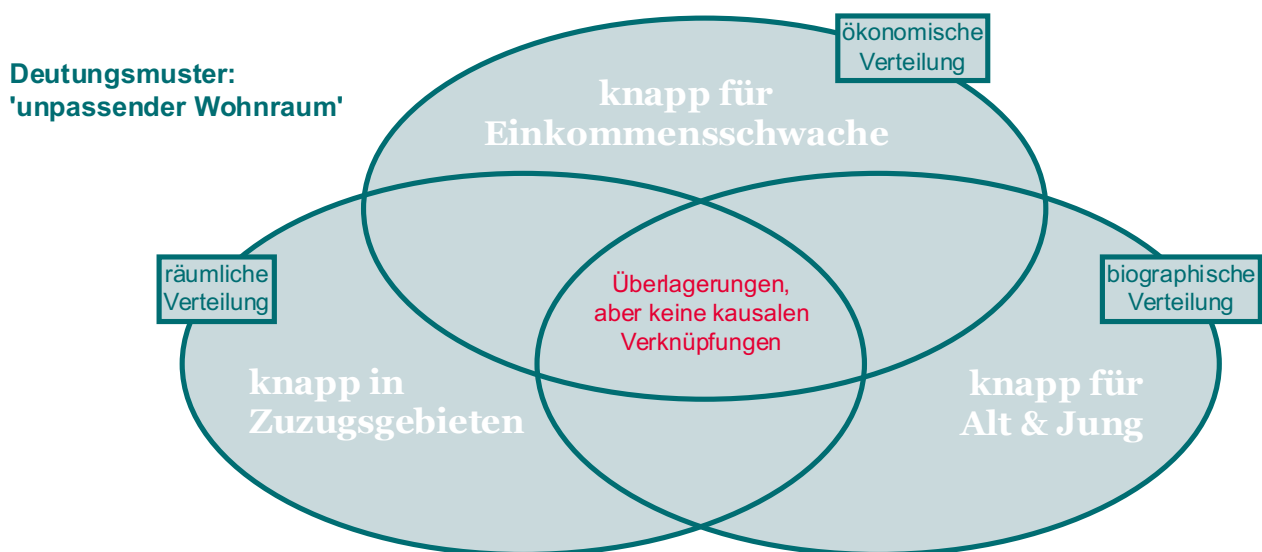 Deutungsmuster:
'unpassender Wohnraum'
ökonomische
Verteilung
knapp für
Einkommensschwache
räumliche
Verteilung
Überlagerungen,
aber keine kausalen
Verknüpfungen
biographische
Verteilung
knapp in
Zuzugsgebieten
knapp für
Alt & Jung